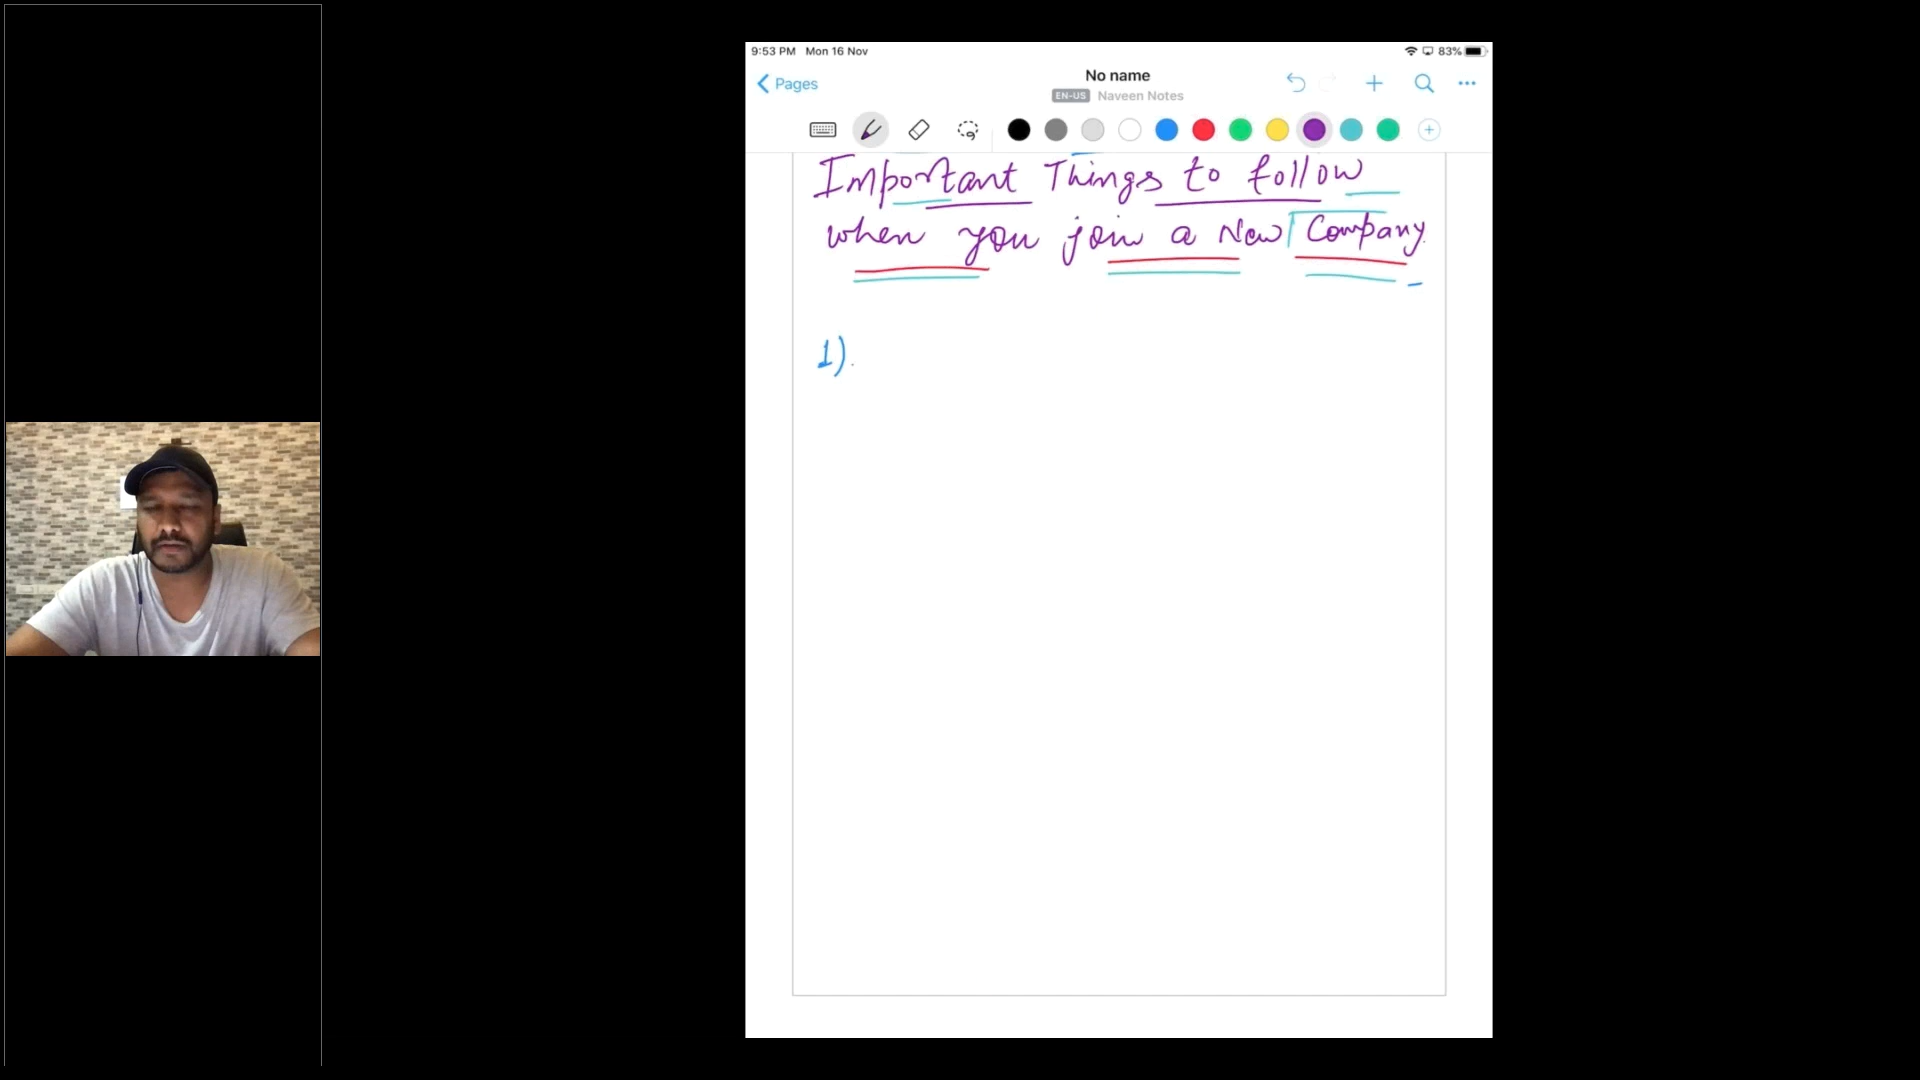 9:53 PM Mon 16 Nov 83%
Pages
No name
EN-US Naveen Notes
Important Things to follow
when you join a New Company.
1).